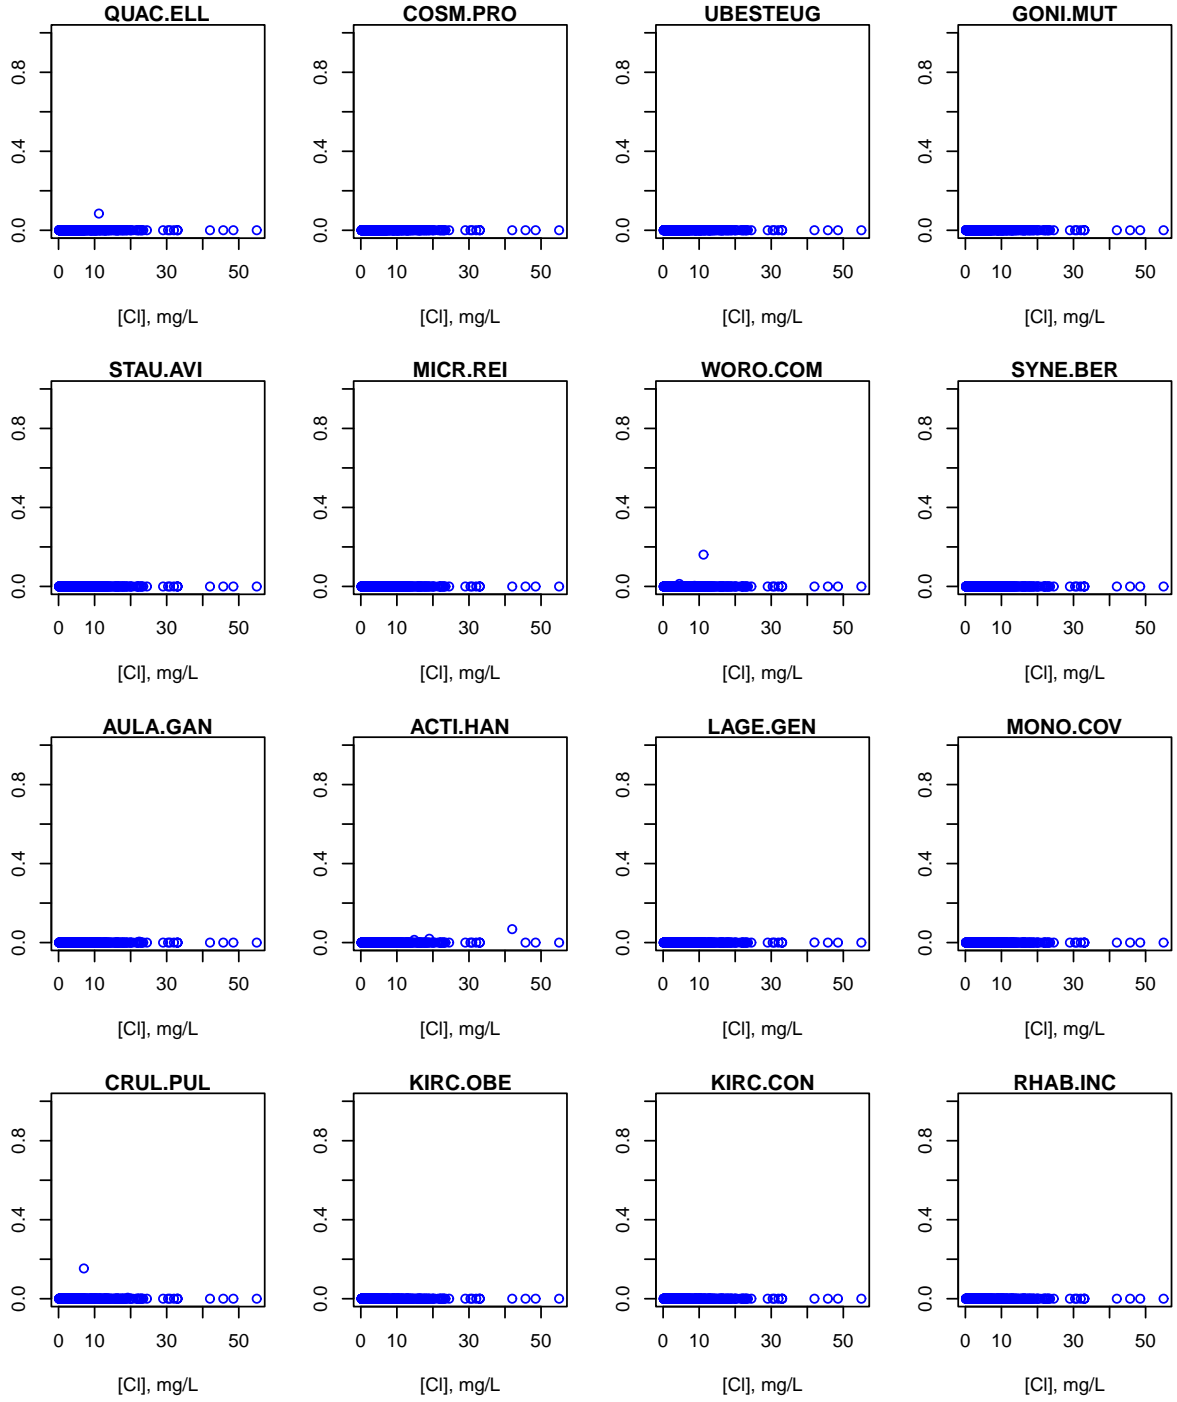 QUAC.ELL COSM.PRO UBESTEUG GONI.MUT
0.8 0.8 0.8 0.8
0.4 0.4 0.4 0.4
0.0 0.0 0.0 0.0
0 10 30 50 0 10 30 50 0 10 30 50 0 10 30 50
[Cl], mg/L [Cl], mg/L [Cl], mg/L [Cl], mg/L
STAU.AVI MICR.REI WORO.COM SYNE.BER
0.8 0.8 0.8 0.8
0.4 0.4 0.4 0.4
0.0 0.0 0.0 0.0
0 10 30 50 0 10 30 50 0 10 30 50 0 10 30 50
[Cl], mg/L [Cl], mg/L [Cl], mg/L [Cl], mg/L
AULA.GAN ACTI.HAN LAGE.GEN MONO.COV
0.8 0.8 0.8 0.8
0.4 0.4 0.4 0.4
0.0 0.0 0.0 0.0
0 10 30 50 0 10 30 50 0 10 30 50 0 10 30 50
[Cl], mg/L [Cl], mg/L [Cl], mg/L [Cl], mg/L
CRUL.PUL KIRC.OBE KIRC.CON RHAB.INC
0.8 0.8 0.8 0.8
0.4 0.4 0.4 0.4
0.0 0.0 0.0 0.0
0 10 30 50 0 10 30 50 0 10 30 50 0 10 30 50
[Cl], mg/L [Cl], mg/L [Cl], mg/L [Cl], mg/L